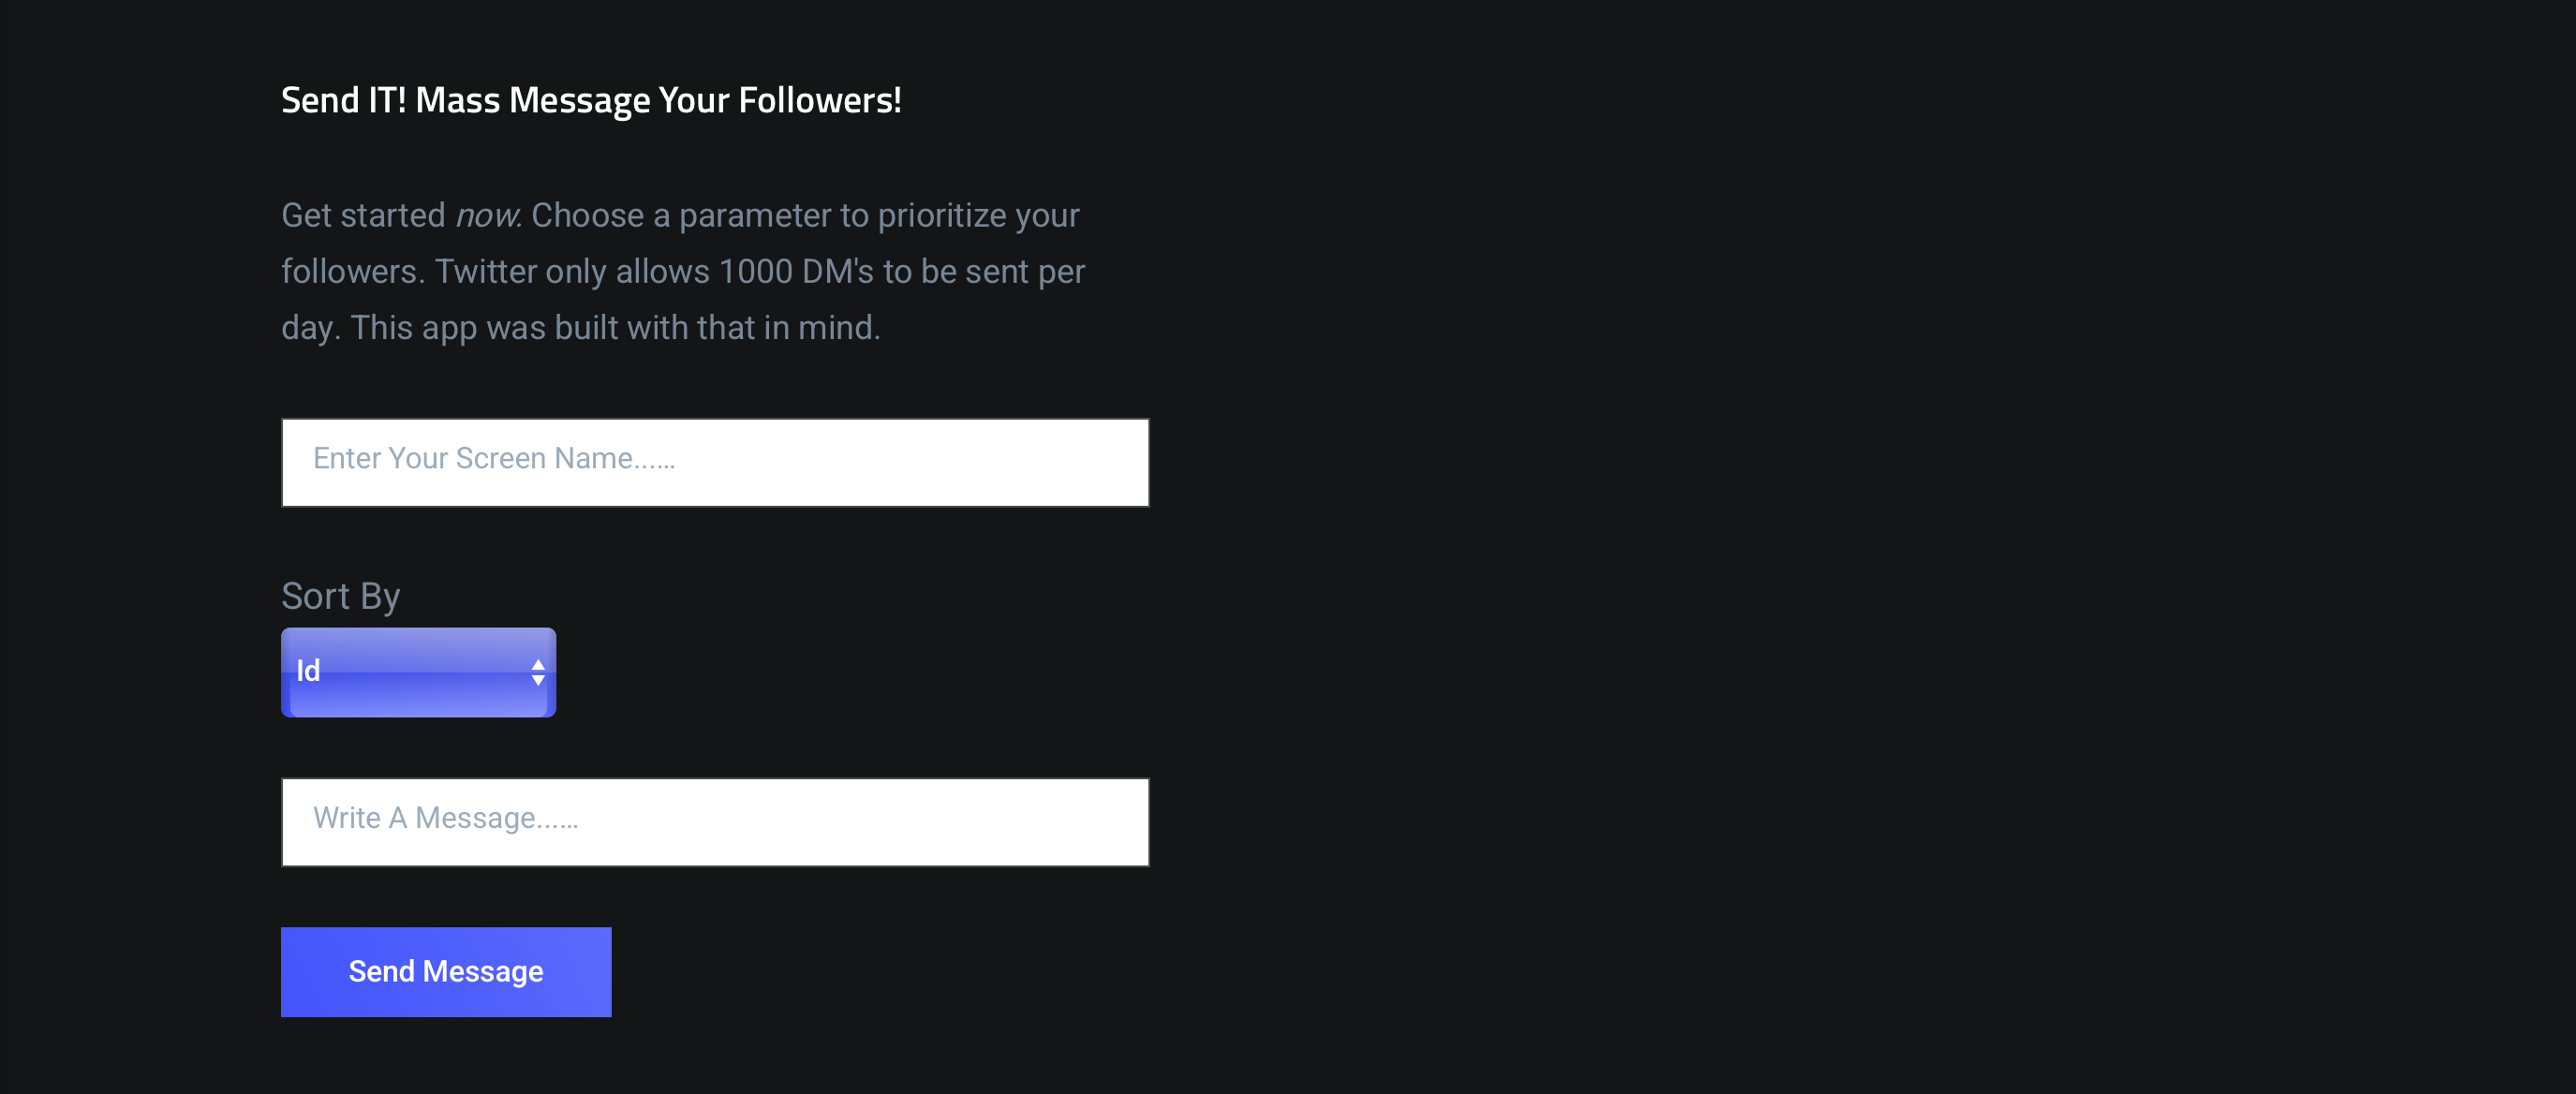 Send IT! Mass Message Your Followers!
Get started now. Choose a parameter to prioritize your
followers. Twitter only allows 1000 DM's to be sent per
day. This app was built with that in mind.
Enter Your Screen Name......
Sort By
Id
Write A Message......
Send Message